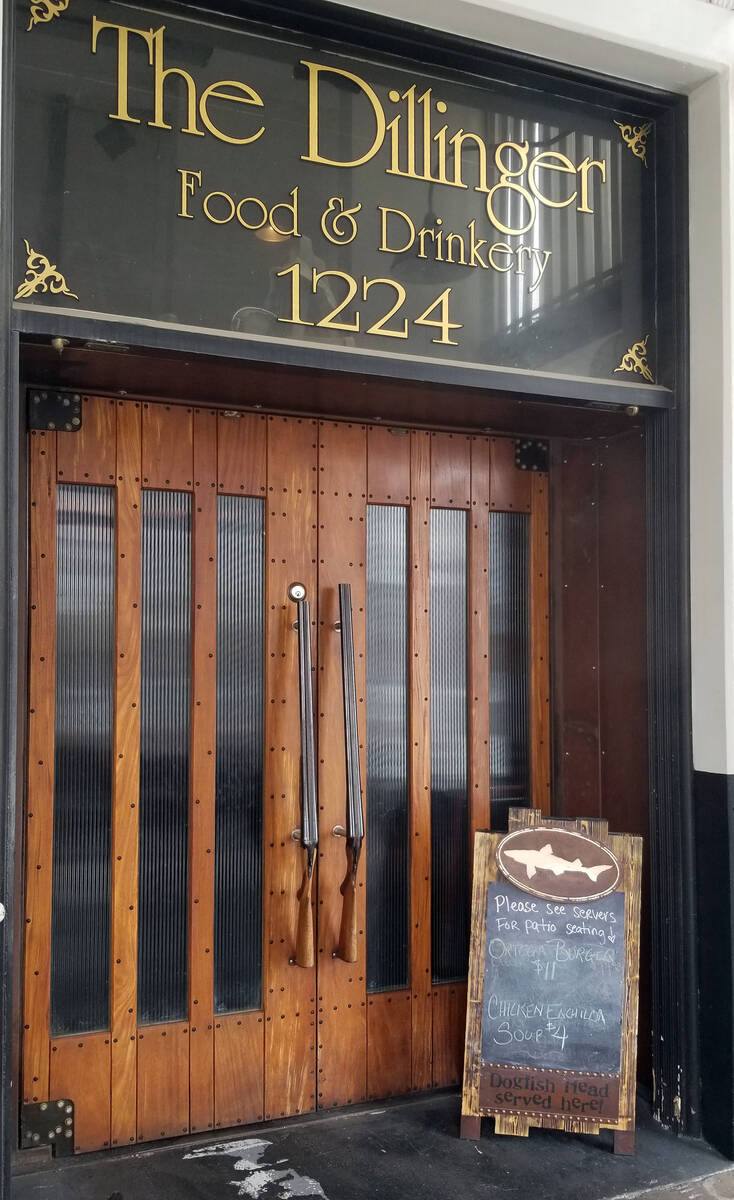 The Dillinger
Food & Drinkery
1224
Please see servers
For patio seating!
Ortega Burger
$11
Chicken Enchilda
Soup $4
Dogfish Head
served here!